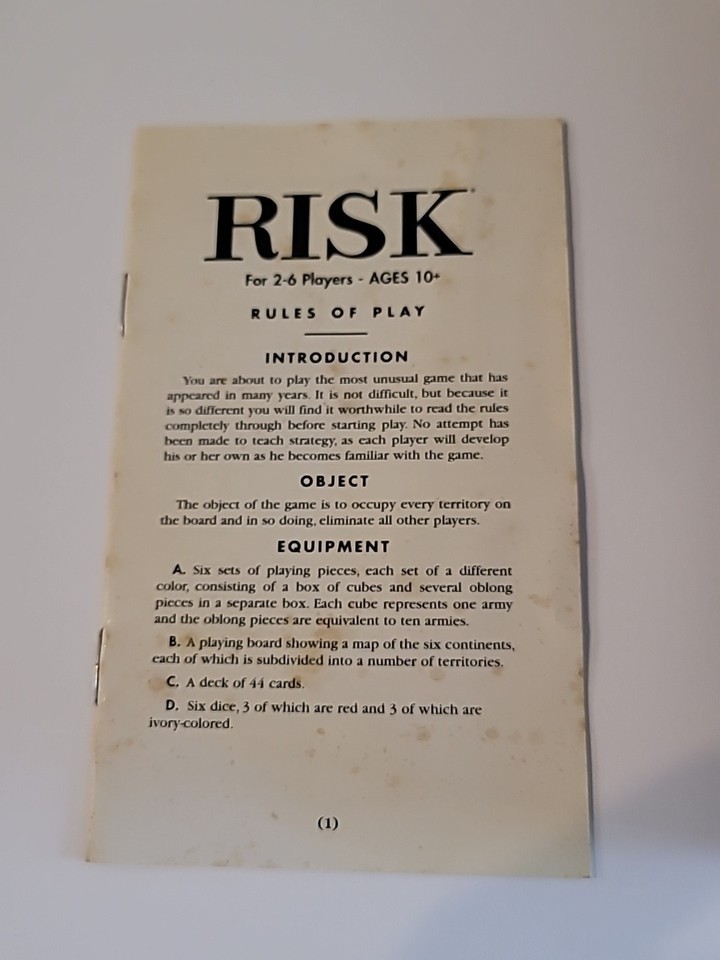 RISK
For 2-6 Players - AGES 10+
RULES OF PLAY
INTRODUCTION
You are about to play the most unusual game that has
appeared in many years. It is not difficult, but because it
is so different you will find it worthwhile to read the rules
completely through before starting play. No attempt has
been made to teach strategy, as each player will develop
his or her own as he becomes familiar with the game.
OBJECT
The object of the game is to occupy every territory on
the board and in so doing, eliminate all other players.
EQUIPMENT
A. Six sets of playing pieces, each set of a different
color, consisting of a box of cubes and several oblong
pieces in a separate box. Each cube represents one army
and the oblong pieces are equivalent to ten armies.
B. A playing board showing a map of the six continents,
each of which is subdivided into a number of territories.
C. A deck of 44 cards.
D. Six dice, 3 of which are red and 3 of which are
ivory-colored.
(1)